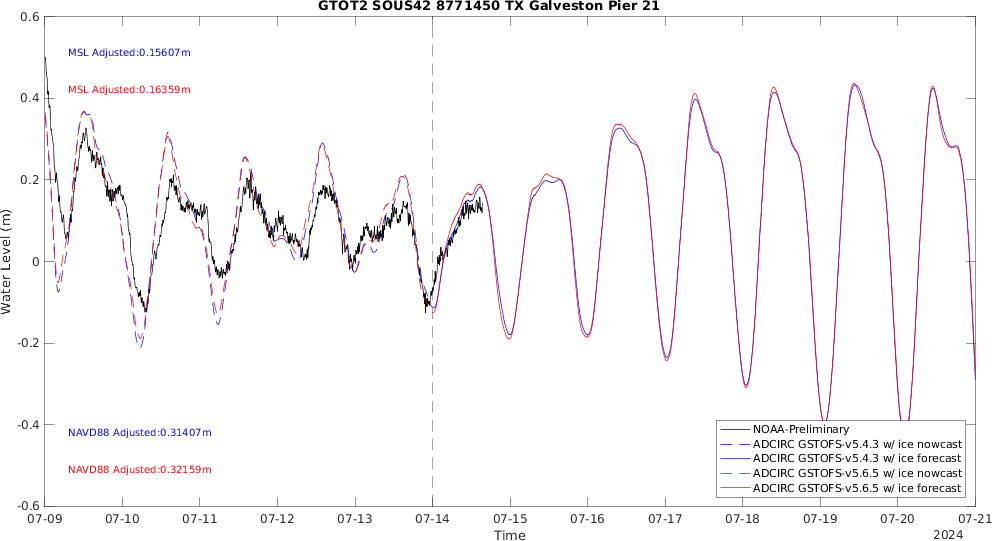 GTOT2 SOUS42 8771450 TX Galveston Pier 21
0.6
0.4
0.2
0
-0.2
-0.4
-0.6
Water Level (m)
MSL Adjusted:0.15607m
MSL Adjusted:0.16359m
NAVD88 Adjusted:0.31407m
NAVD88 Adjusted:0.32159m
NOAA-Preliminary
ADCIRC GSTOFS-v5.4.3 w/ ice nowcast
ADCIRC GSTOFS-v5.4.3 w/ ice forecast
ADCIRC GSTOFS-v5.6.5 w/ ice nowcast
ADCIRC GSTOFS-v5.6.5 w/ ice forecast
07-09 07-10 07-11 07-12 07-13 07-14 07-15 07-16 07-17 07-18 07-19 07-20 07-21
Time
2024